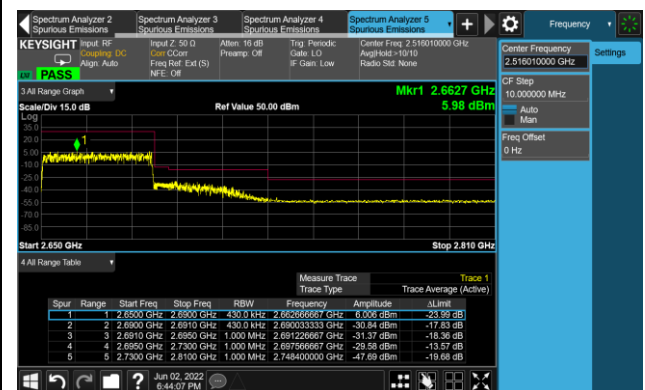 Spectrum Analyzer 2
Spurious Emissions
Spectrum Analyzer 3
Spurious Emissions
Spectrum Analyzer 4
Spurious Emissions
Spectrum Analyzer 5
Spurious Emissions
+
Frequency
KEYSIGHT
Input: RF
Coupling: DC
Align: Auto
Input Z: 50 Ω
Corr CCorr
Freq Ref: Ext (S)
NFE: Off
Atten: 16 dB
Preamp: Off
Trig: Periodic
Gate: LO
IF Gain: Low
Center Freq: 2.516010000 GHz
Avg|Hold:>10/10
Radio Std: None
PASS
Center Frequency
2.516010000 GHz
Settings
CF Step
10.000000 MHz
Auto
Man
Freq Offset
0 Hz
3 All Range Graph
Mkr1 2.6627 GHz
Scale/Div 15.0 dB
Ref Value 50.00 dBm
5.98 dBm
Log
35.0
20.0
5.00
-10.0
-25.0
-40.0
-55.0
-70.0
-85.0
1
Start 2.650 GHz
Stop 2.810 GHz
4 All Range Table
Measure Trace Trace 1
Trace Type Trace Average (Active)
Spur Range Start Freq Stop Freq RBW Frequency Amplitude ΔLimit
1 1 2.6500 GHz 2.6900 GHz 430.0 kHz 2.662666667 GHz 6.006 dBm -23.99 dB
2 2 2.6900 GHz 2.6910 GHz 430.0 kHz 2.690033333 GHz -30.84 dBm -17.83 dB
3 3 2.6910 GHz 2.6950 GHz 1.000 MHz 2.691226667 GHz -31.37 dBm -18.36 dB
4 4 2.6950 GHz 2.7300 GHz 1.000 MHz 2.697566667 GHz -29.58 dBm -13.57 dB
5 5 2.7300 GHz 2.8100 GHz 1.000 MHz 2.748400000 GHz -47.69 dBm -19.68 dB
?
Jun 02, 2022
6:44:07 PM